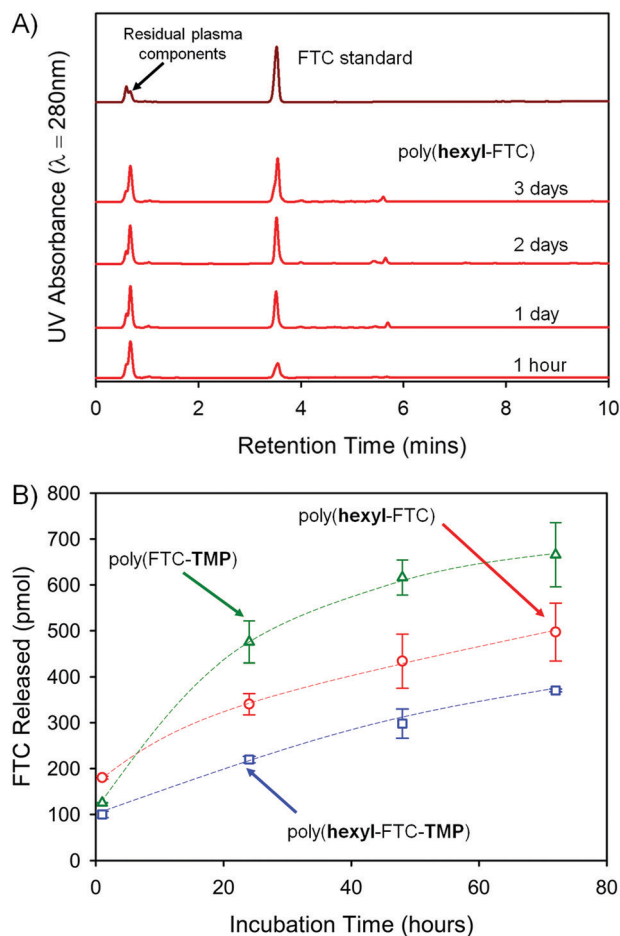 A)
Residual plasma
components
FTC standard
poly(hexyl-FTC)
3 days
2 days
1 day
1 hour
UV Absorbance (λ = 280nm)
0 2 4 6 8 10
Retention Time (mins)
B)
800
700
600
500
400
300
200
100
0
poly(hexyl-FTC)
poly(FTC-TMP)
poly(hexyl-FTC-TMP)
FTC Released (pmol)
0 20 40 60 80
Incubation Time (hours)